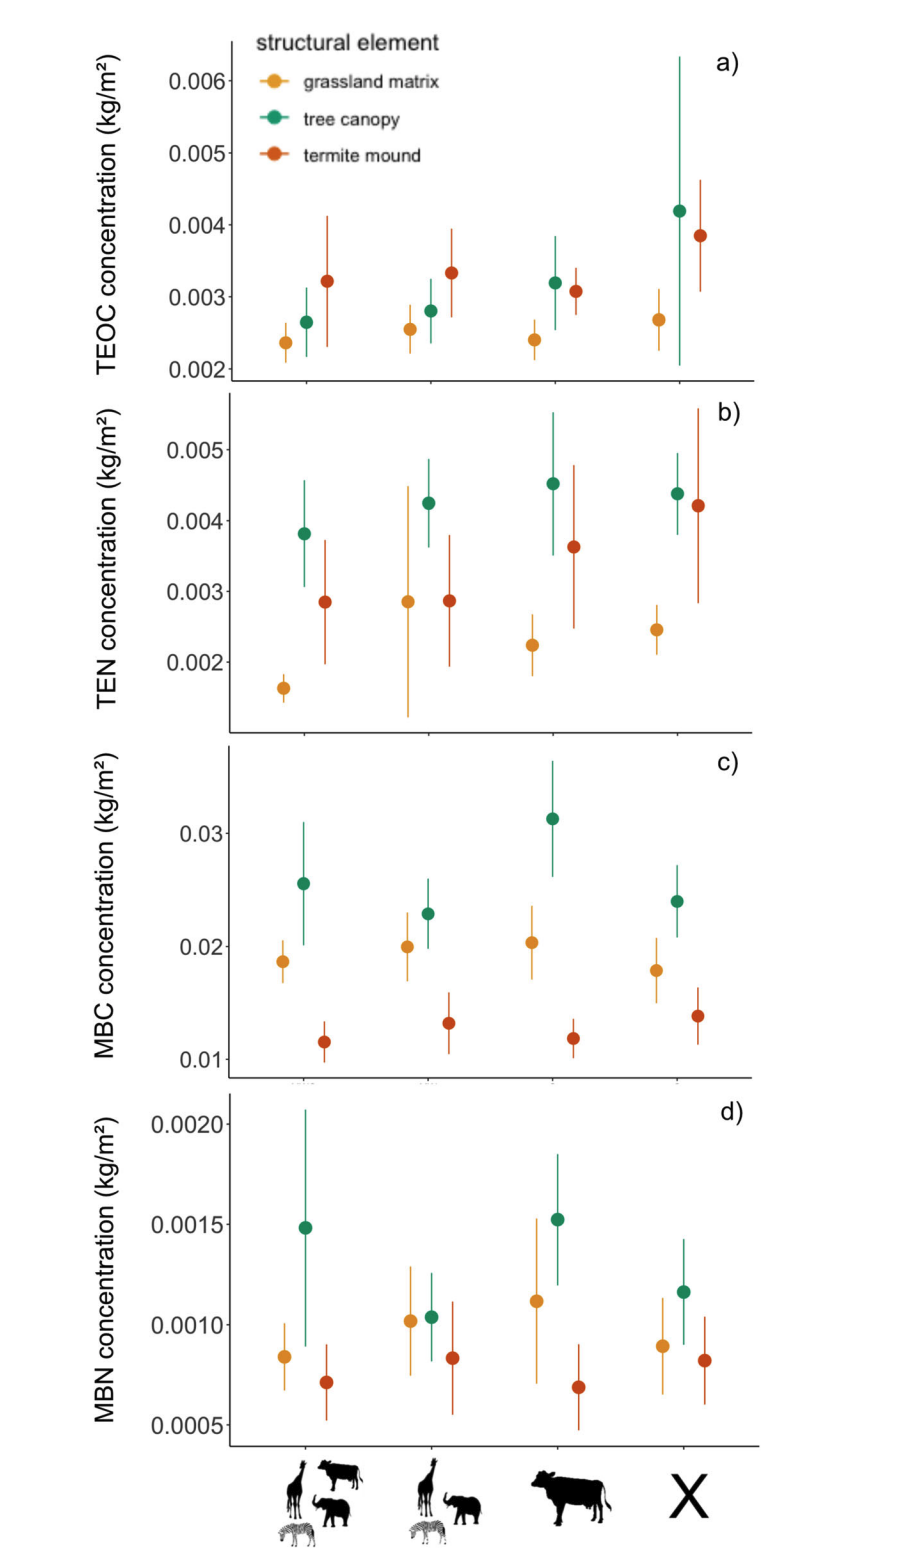 structural element
grassland matrix
tree canopy
termite mound
a)
TEOC concentration (kg/m²)
0.006
0.005
0.004
0.003
0.002
b)
TEN concentration (kg/m²)
0.005
0.004
0.003
0.002
c)
MBC concentration (kg/m²)
0.03
0.02
0.01
d)
MBN concentration (kg/m²)
0.0020
0.0015
0.0010
0.0005
X